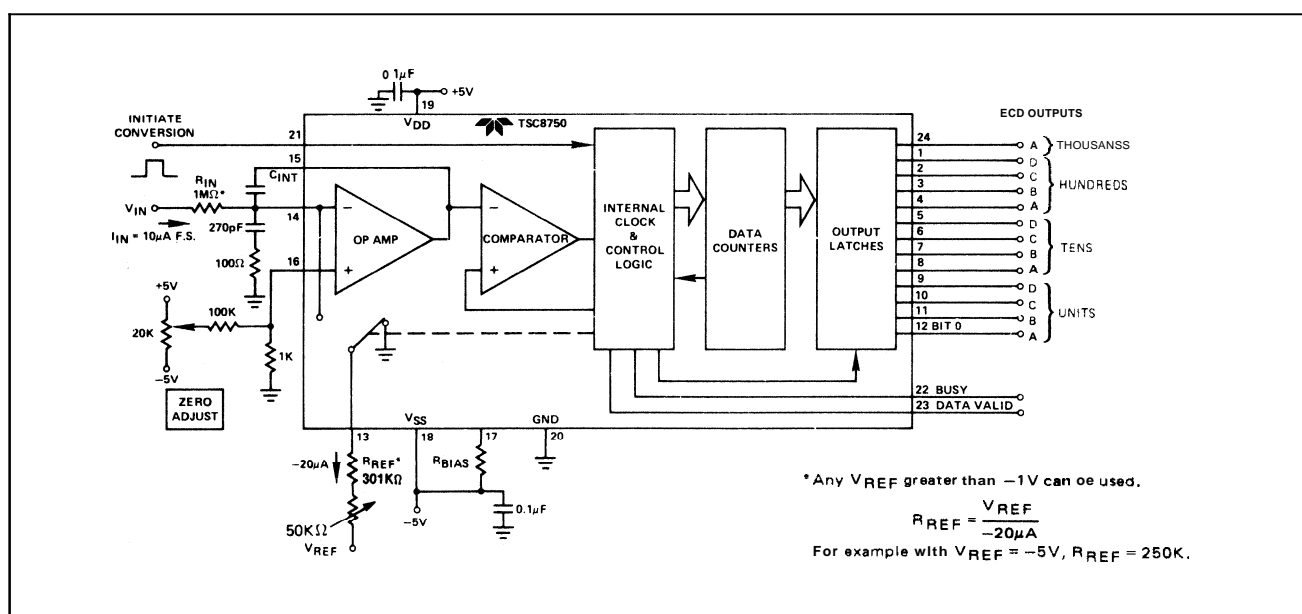 0 1µF
+5V
19
VDD
TSC8750
INITIATE
CONVERSION
21
15
CINT
RIN
1MΩ*
VIN
14
IIN = 10µA F.S.
270pF
100Ω
16
+5V
100K
20K
1K
-5V
ZERO
ADJUST
-
OP AMP
+
-
COMPARATOR
+
INTERNAL
CLOCK
&
CONTROL
LOGIC
DATA
COUNTERS
OUTPUT
LATCHES
ECD OUTPUTS
24 A THOUSANSS
1 D
2 C
3 B
4 A
HUNDREDS
5 D
6 C
7 B
8 A
TENS
9 D
10 C
11 B
12 BIT 0 A
UNITS
22 BUSY
23 DATA VALID
VSS
GND
13
18
17
20
-20µA
RREF*
301KΩ
50KΩ
VREF
RBIAS
-5V
0.1µF
*Any VREF greater than -1V can oe used.
RREF = VREF
-20µA
For example with VREF = -5V, RREF = 250K.